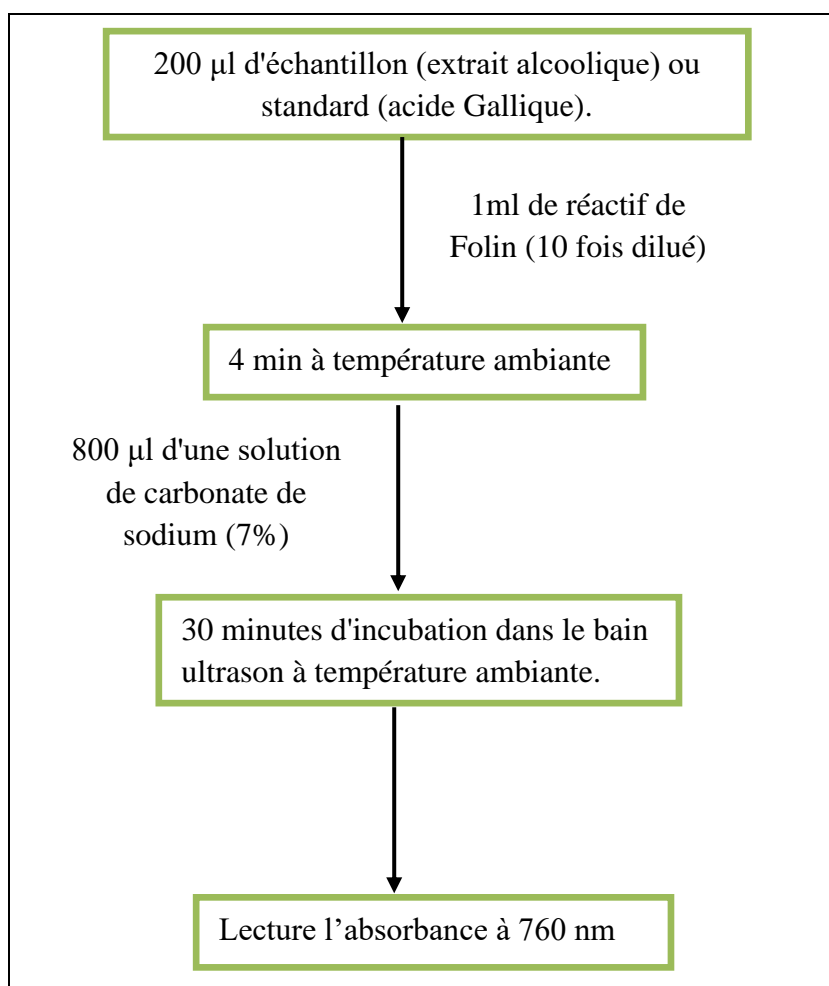 200 µl d'échantillon (extrait alcoolique) ou
standard (acide Gallique).
1ml de réactif de
Folin (10 fois dilué)
4 min à température ambiante
800 µl d'une solution
de carbonate de
sodium (7%)
30 minutes d'incubation dans le bain
ultrason à température ambiante.
Lecture l’absorbance à 760 nm